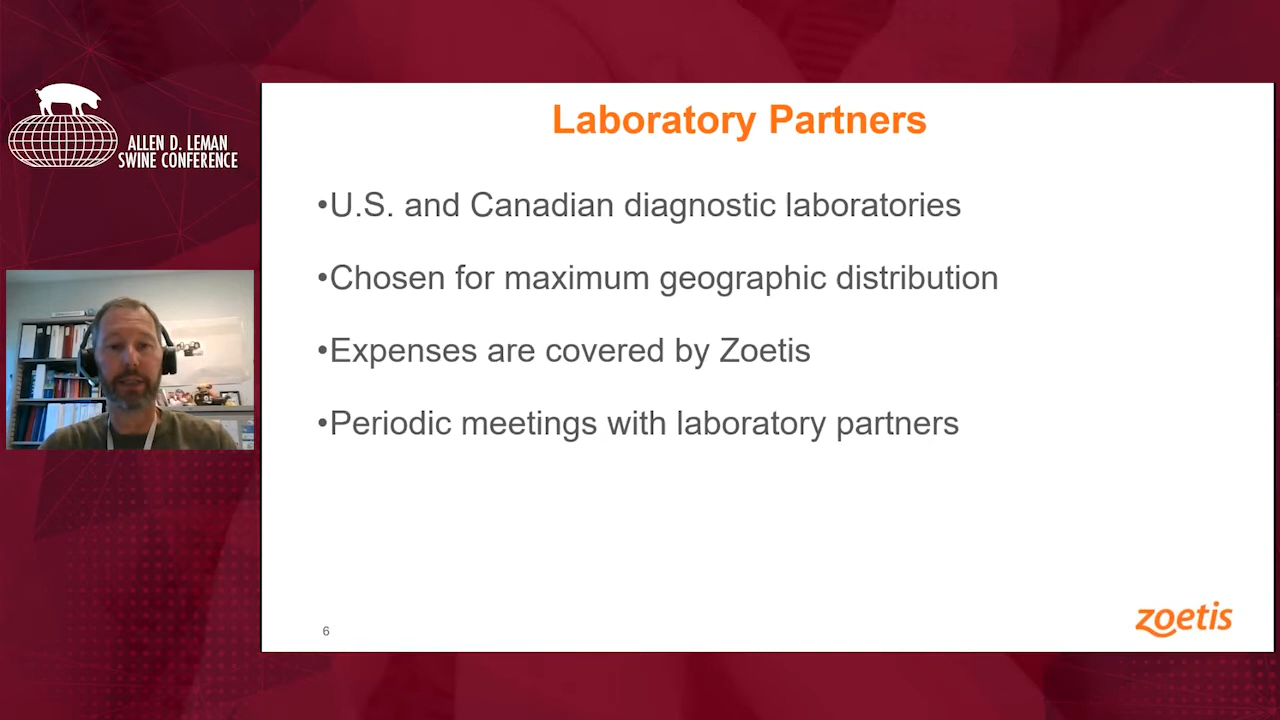 ALLEN D. LEMAN
SWINE CONFERENCE
Laboratory Partners
•U.S. and Canadian diagnostic laboratories
•Chosen for maximum geographic distribution
•Expenses are covered by Zoetis
•Periodic meetings with laboratory partners
6
zoetis